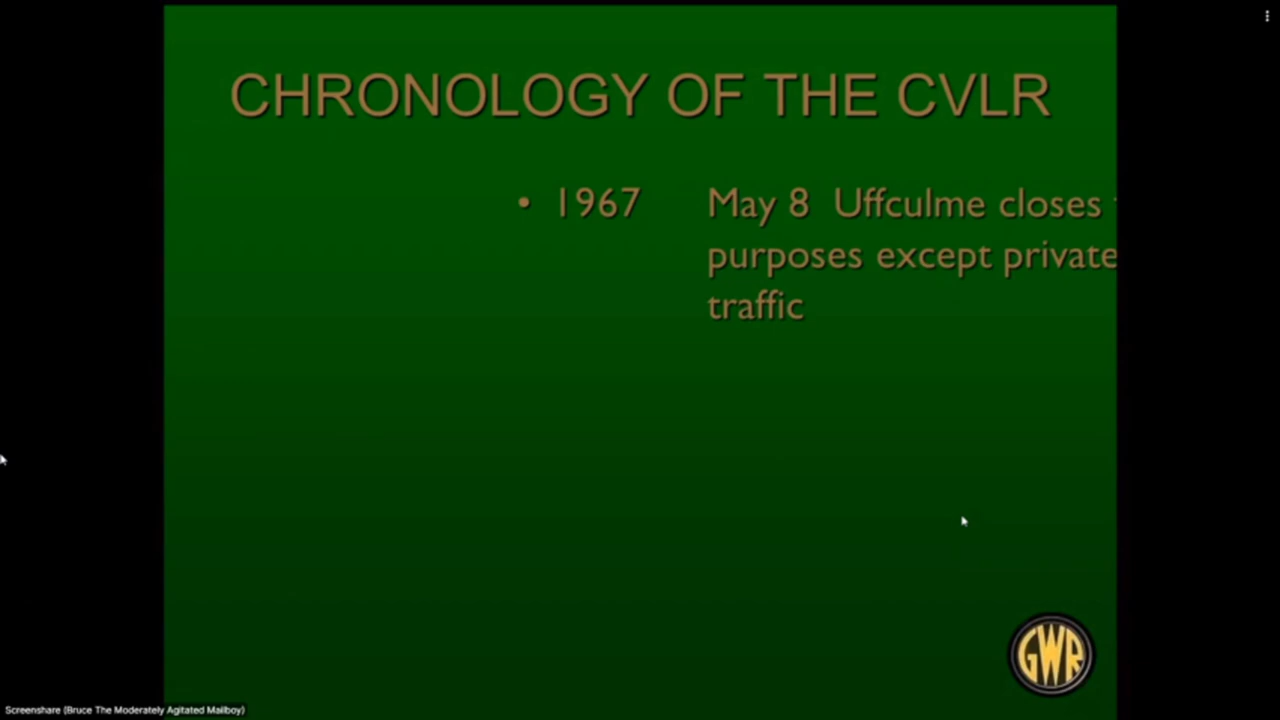 CHRONOLOGY OF THE CVLR
• 1967 May 8 Uffculme closes
purposes except private
traffic
GWR
Screenshare (Bruce The Moderately Agitated Mailboy)